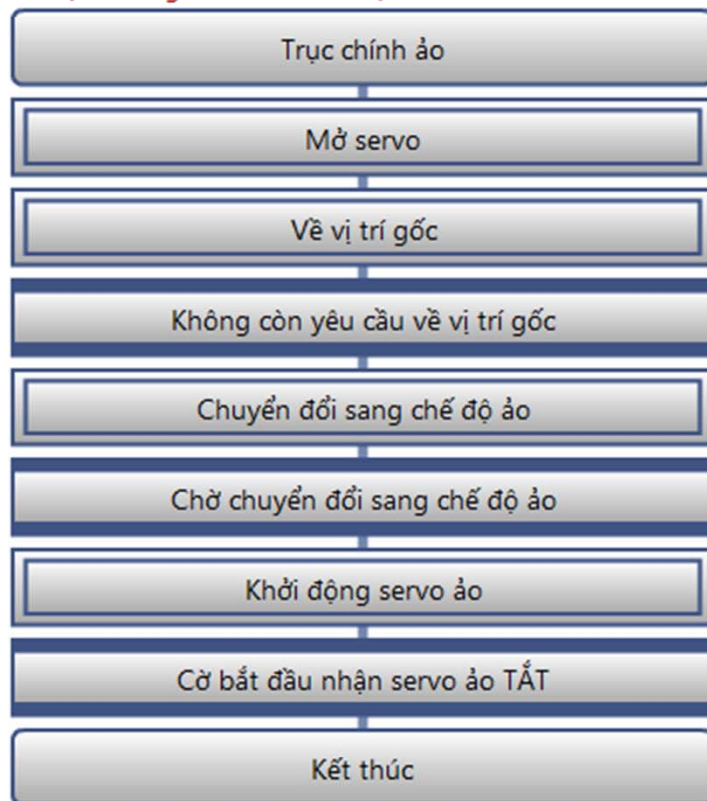 Trục chính ảo
Mở servo
Về vị trí gốc
Không còn yêu cầu về vị trí gốc
Chuyển đổi sang chế độ ảo
Chờ chuyển đổi sang chế độ ảo
Khởi động servo ảo
Cờ bắt đầu nhận servo ảo TẮT
Kết thúc